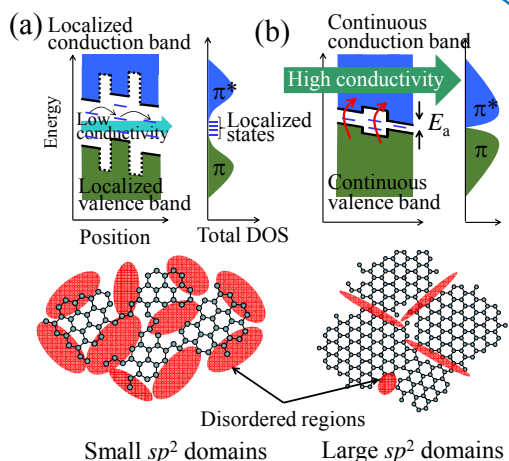 (a)
Localized
conduction band
Energy
π*
Low
conductivity
Localized
states
π
Localized
valence band
Position
Total DOS
(b)
Continuous
conduction band
High conductivity
π*
Eₐ
π
Continuous
valence band
Disordered regions
Small sp² domains
Large sp² domains